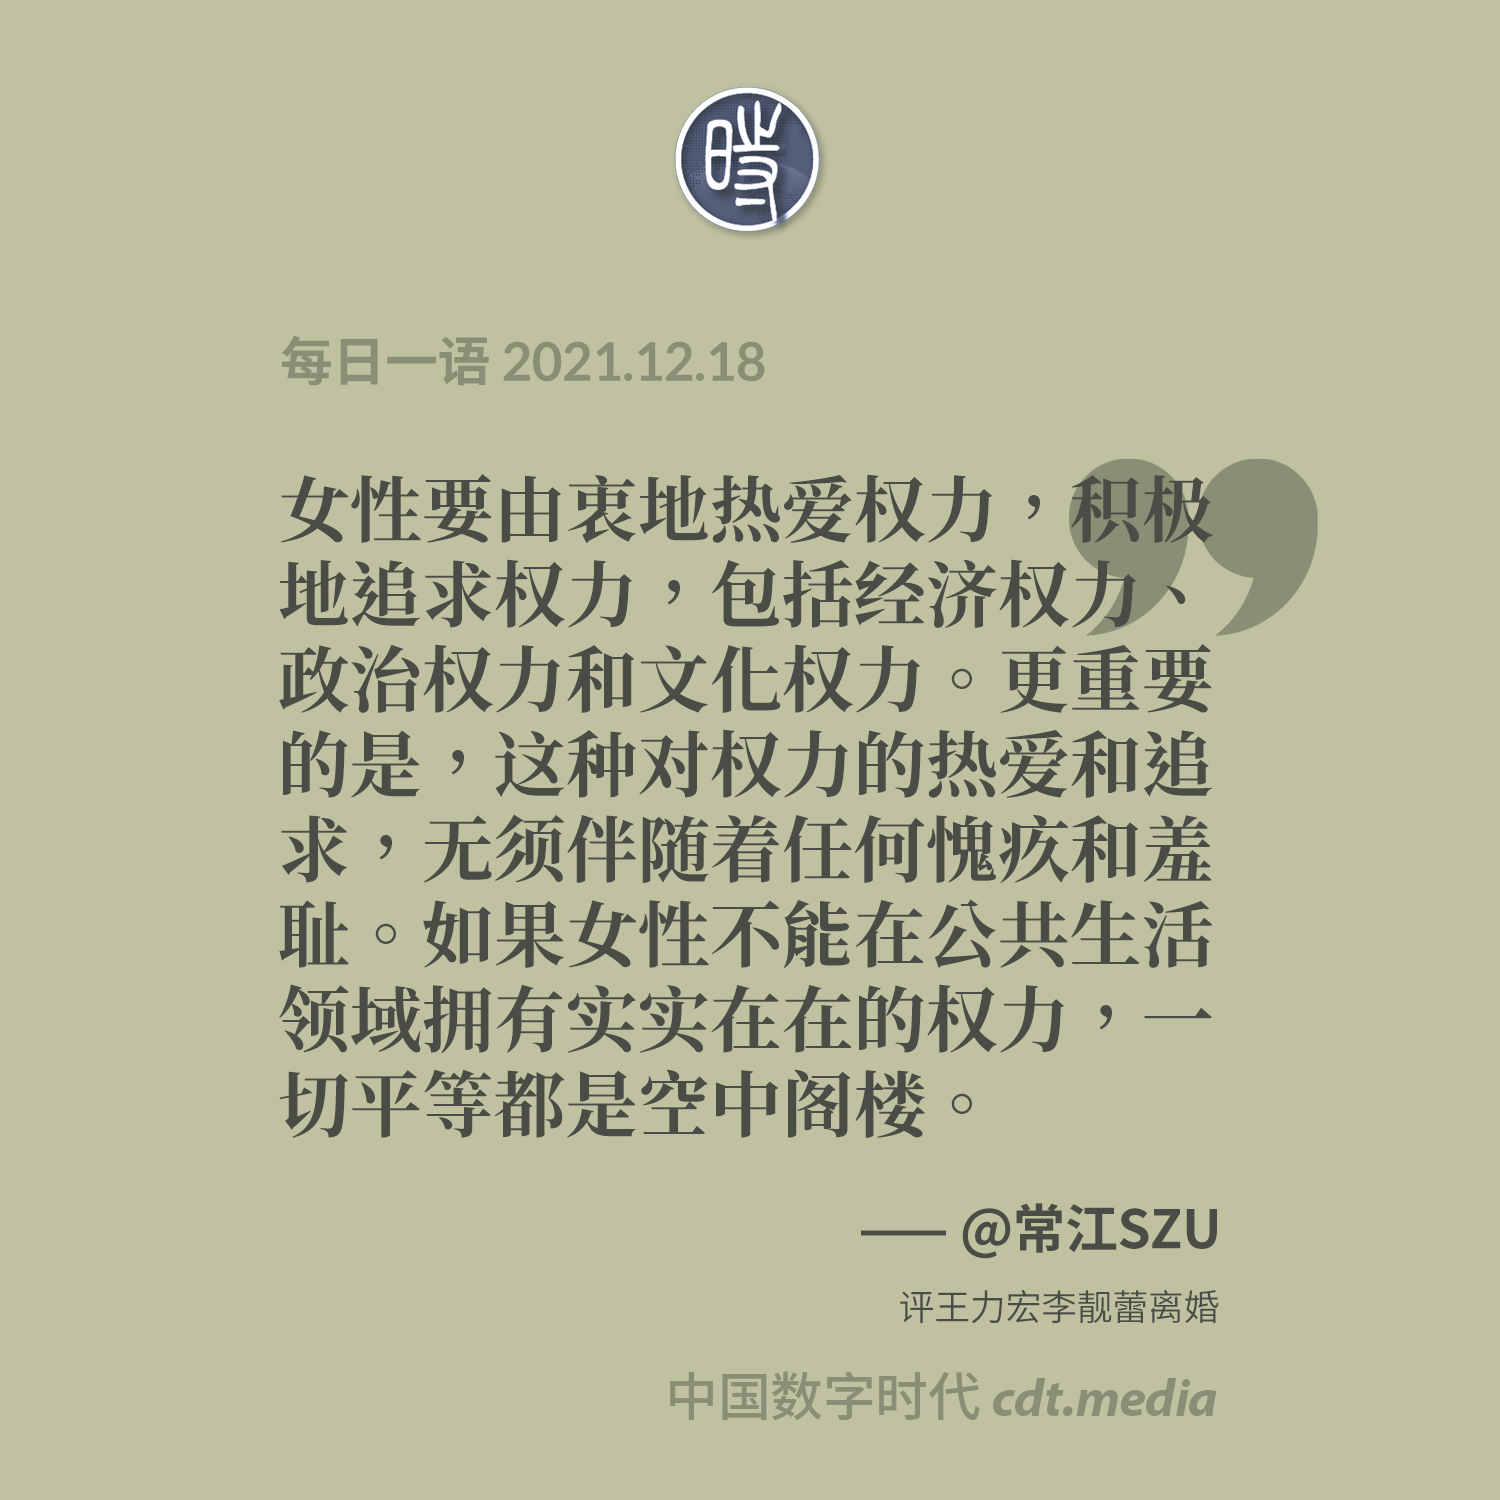 時
每日一语 2021.12.18
女性要由衷地热爱权力，积极
地追求权力，包括经济权力、
政治权力和文化权力。更重要
的是，这种对权力的热爱和追
求，无须伴随着任何愧疚和羞
耻。如果女性不能在公共生活
领域拥有实实在在的权力，一
切平等都是空中阁楼。
—— @常江SZU
评王力宏李靓蕾离婚
中国数字时代 cdt.media